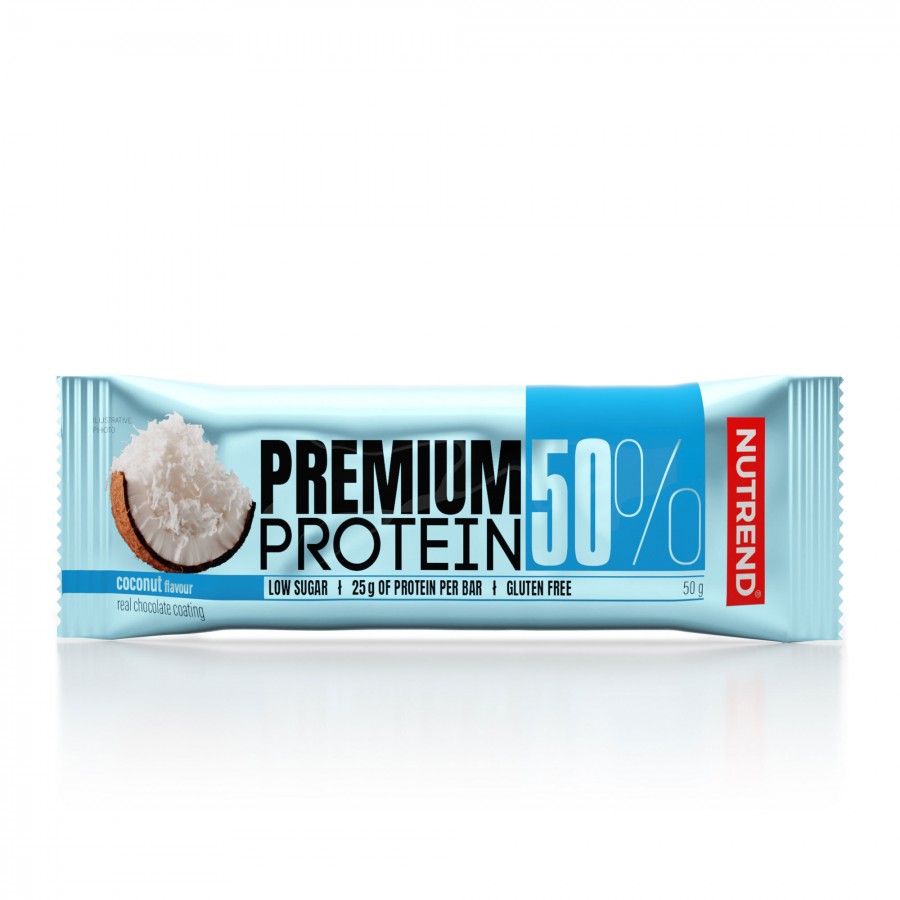 ILLUSTRATIVE
PHOTO
PREMIUM
PROTEIN
50%
NUTREND®
coconut flavour
real chocolate coating
LOW SUGAR ƚ 25g OF PROTEIN PER BAR ƚ GLUTEN FREE
50 g